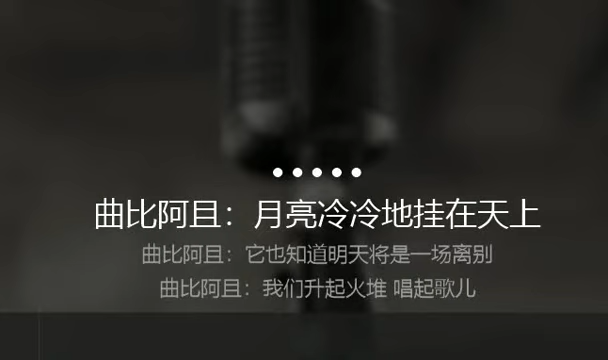 曲比阿且：月亮冷冷地挂在天上
曲比阿且：它也知道明天将是一场离别
曲比阿且：我们升起火堆 唱起歌儿